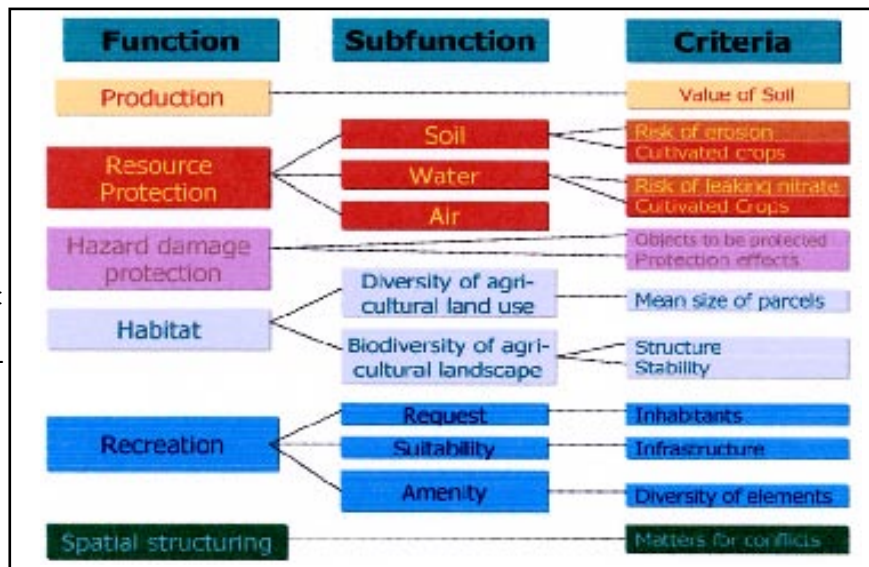 Function
Subfunction
Criteria
Production
Value of Soil
Resource
Protection
Soil
Risk of erosion
Cultivated crops
Water
Risk of leaking nitrate
Cultivated Crops
Air
Hazard damage
protection
Objects to be protected
Protection effects
Habitat
Diversity of agri-
cultural land use
Mean size of parcels
Biodiversity of agri-
cultural landscape
Structure
Stability
Recreation
Request
Inhabitants
Suitability
Infrastructure
Amenity
Diversity of elements
Spatial structuring
Matters for conflicts